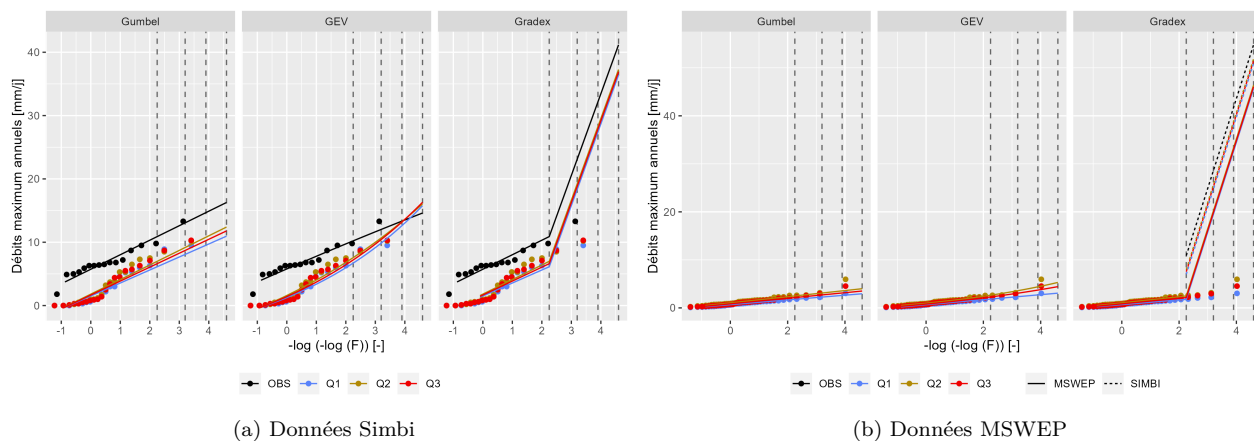 Gumbel GEV Gradex
Débits maximum annuels [mm/j]
40
30
20
10
0
-1 0 1 2 3 4 -1 0 1 2 3 4 -1 0 1 2 3 4
-log (-log (F)) [-]
OBS Q1 Q2 Q3
(a) Données Simbi
Gumbel GEV Gradex
Débits maximum annuels [mm/j]
40
20
0
0 2 4 0 2 4 0 2 4
-log (-log (F)) [-]
OBS Q1 Q2 Q3 MSWEP SIMBI
(b) Données MSWEP